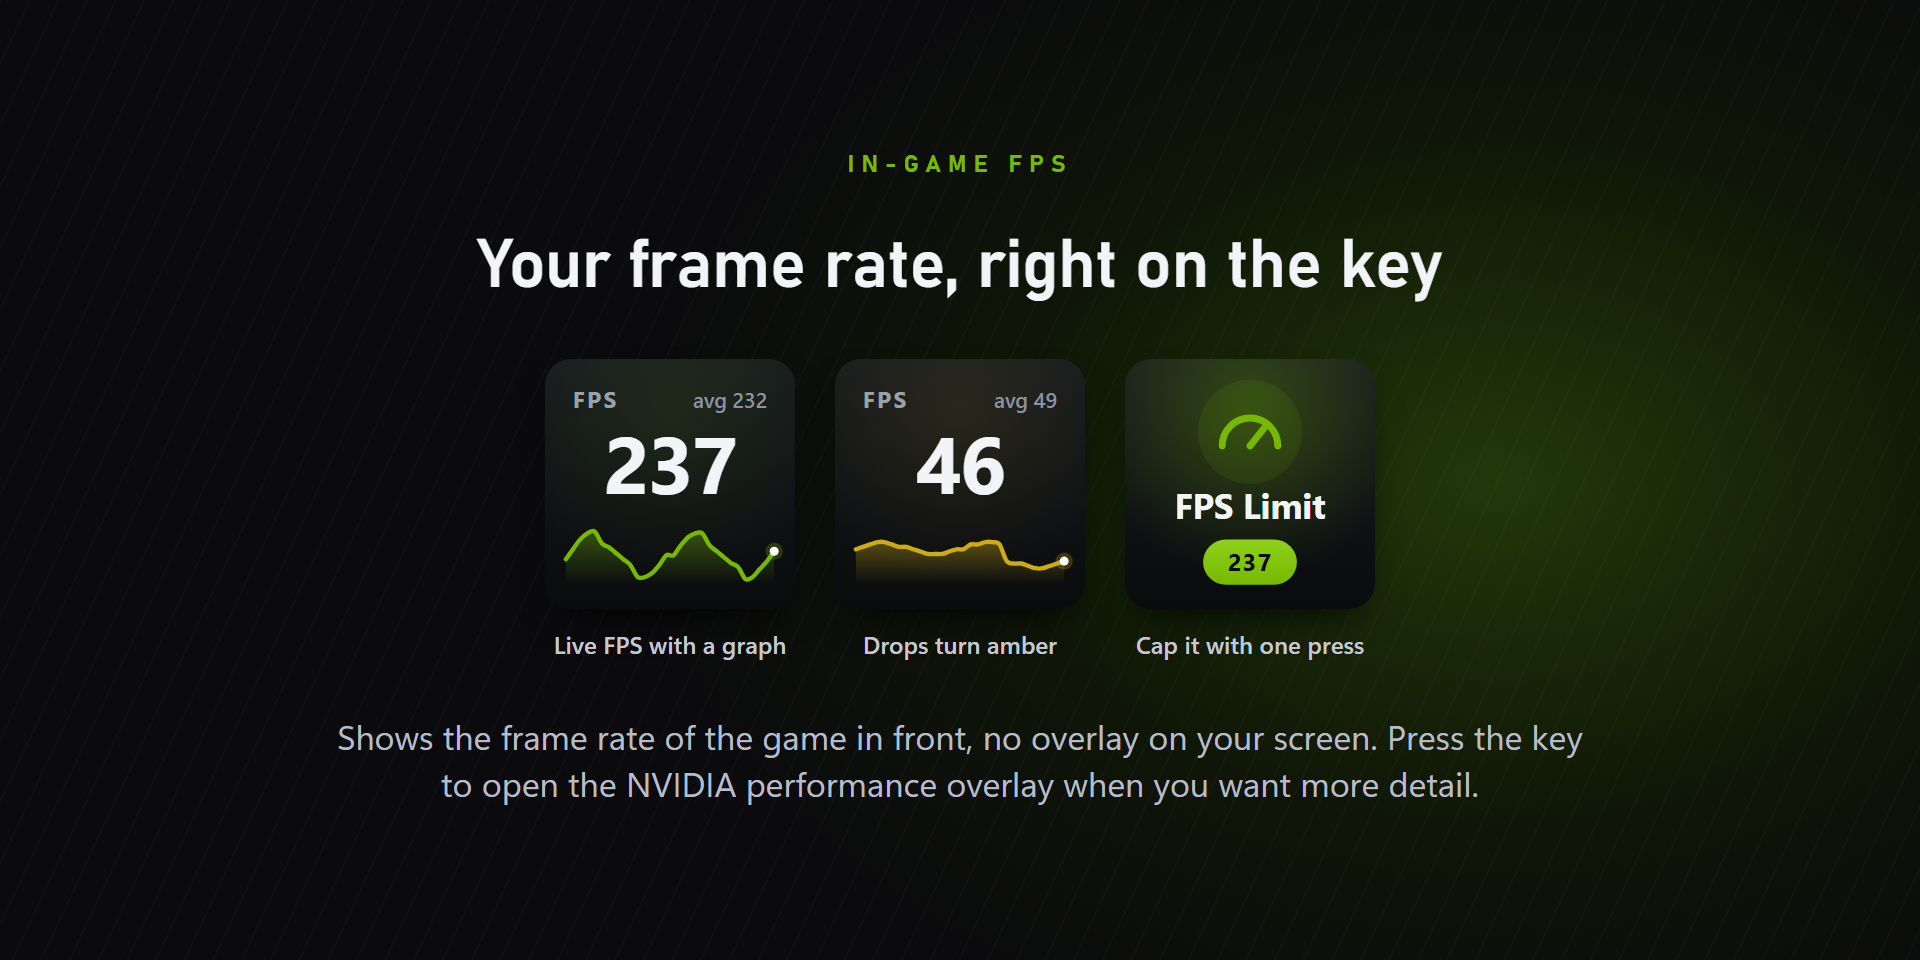 IN-GAME FPS
Your frame rate, right on the key
FPS avg 232
237
FPS avg 49
46
FPS Limit
237
Live FPS with a graph
Drops turn amber
Cap it with one press
Shows the frame rate of the game in front, no overlay on your screen. Press the key
to open the NVIDIA performance overlay when you want more detail.